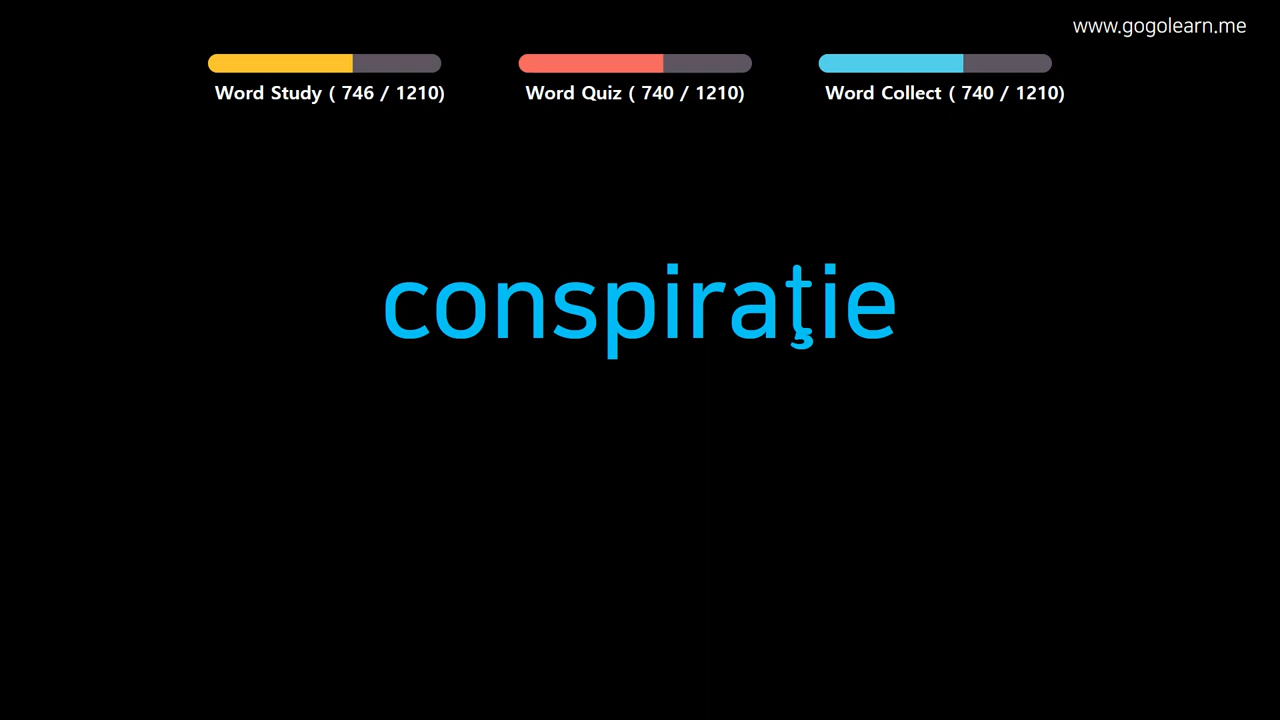 www.gogolearn.me
Word Study ( 746 / 1210)
Word Quiz ( 740 / 1210)
Word Collect ( 740 / 1210)
conspiraţie